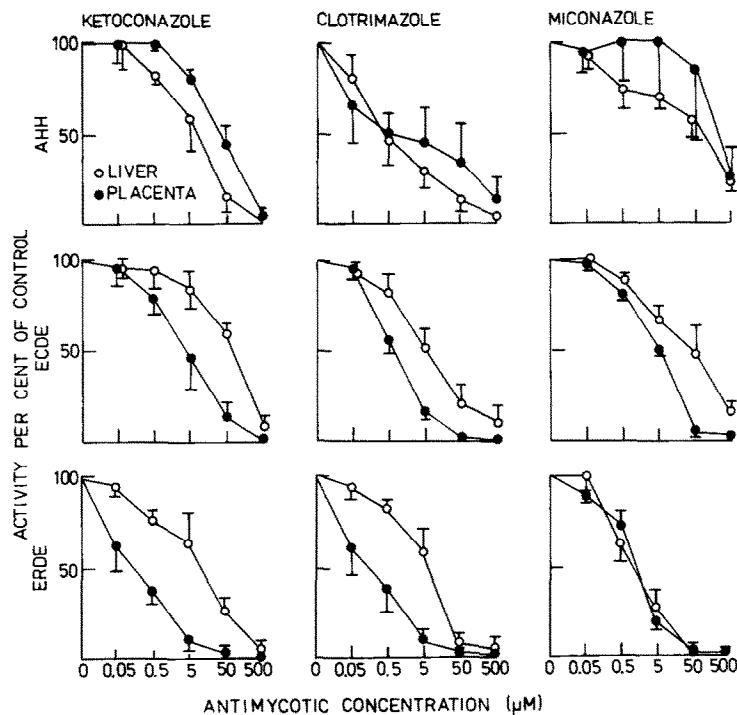 KETOCONAZOLE CLOTRIMAZOLE MICONAZOLE
100
50
AHH
LIVER
PLACENTA
ACTIVITY PER CENT OF CONTROL
100
50
ECDE
100
50
ERDE
0 0,05 0,5 5 50 500 0 0,05 0,5 5 50 500 0 0.05 0.5 5 50 500
ANTIMYCOTIC CONCENTRATION (µM)